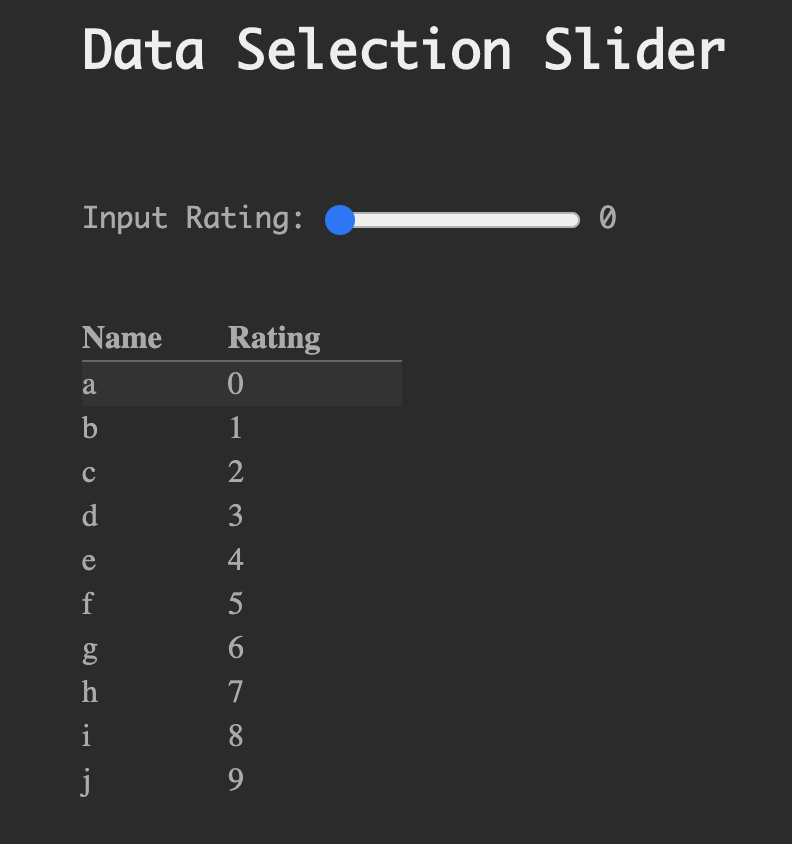 Data Selection Slider
Input Rating: 0
Name Rating
a 0
b 1
c 2
d 3
e 4
f 5
g 6
h 7
i 8
j 9